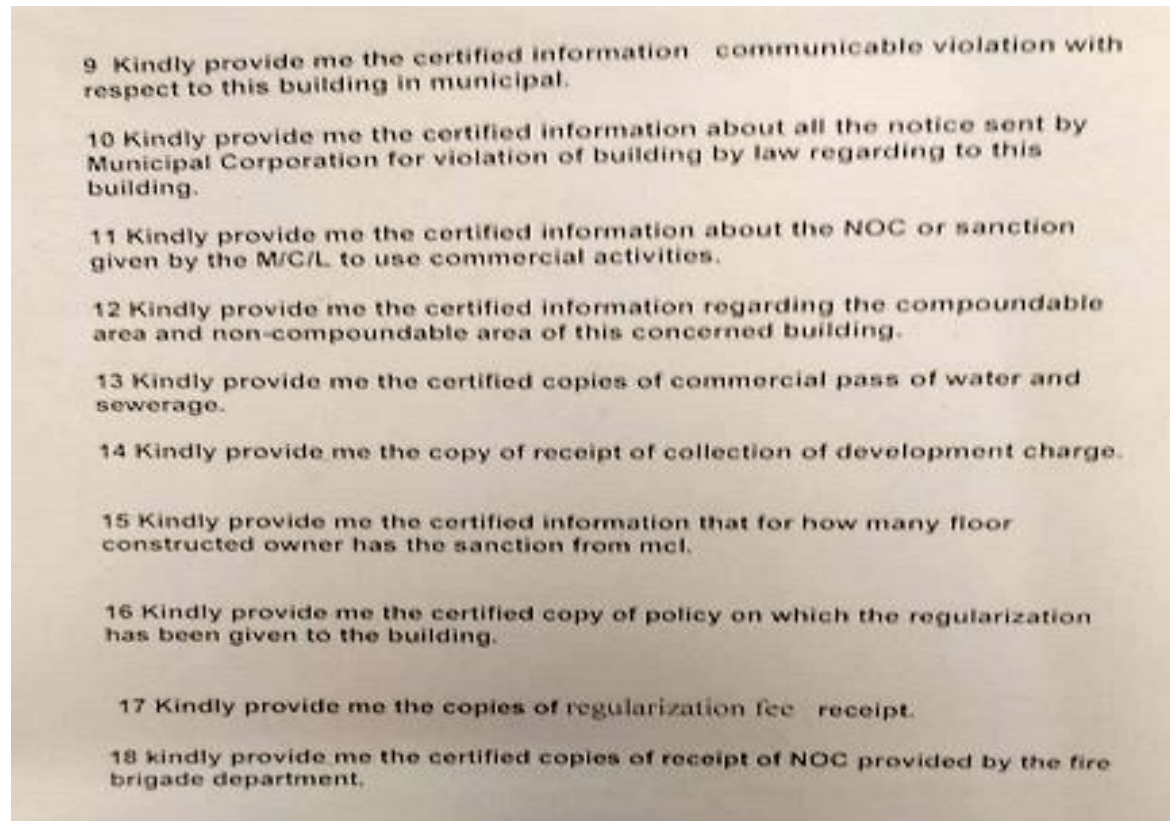 9 Kindly provide me the certified information communicable violation with
respect to this building in municipal.
10 Kindly provide me the certified information about all the notice sent by
Municipal Corporation for violation of building by law regarding to this
building.
11 Kindly provide me the certified information about the NOC or sanction
given by the M/C/L to use commercial activities.
12 Kindly provide me the certified information regarding the compoundable
area and non-compoundable area of this concerned building.
13 Kindly provide me the certified copies of commercial pass of water and
sewerage.
14 Kindly provide me the copy of receipt of collection of development charge.
15 Kindly provide me the certified information that for how many floor
constructed owner has the sanction from mcl.
16 Kindly provide me the certified copy of policy on which the regularization
has been given to the building.
17 Kindly provide me the copies of regularization fee receipt.
18 kindly provide me the certified copies of receipt of NOC provided by the fire
brigade department.